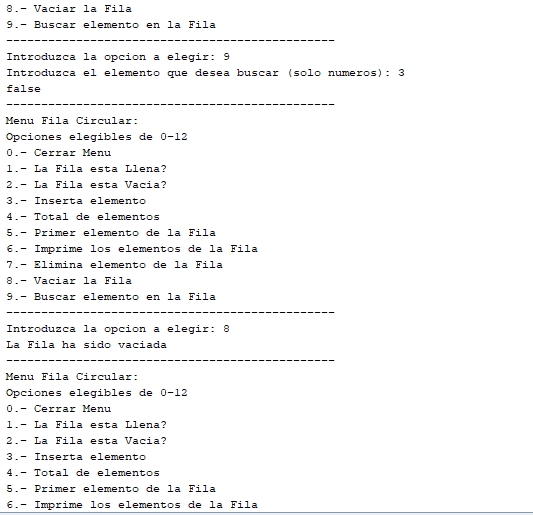 8.- Vaciar la Fila
9.- Buscar elemento en la Fila
-----------------------------------------------
Introduzca la opcion a elegir: 9
Introduzca el elemento que desea buscar (solo numeros): 3
false
-----------------------------------------------
Menu Fila Circular:
Opciones elegibles de 0-12
0.- Cerrar Menu
1.- La Fila esta Llena?
2.- La Fila esta Vacia?
3.- Inserta elemento
4.- Total de elementos
5.- Primer elemento de la Fila
6.- Imprime los elementos de la Fila
7.- Elimina elemento de la Fila
8.- Vaciar la Fila
9.- Buscar elemento en la Fila
-----------------------------------------------
Introduzca la opcion a elegir: 8
La Fila ha sido vaciada
-----------------------------------------------
Menu Fila Circular:
Opciones elegibles de 0-12
0.- Cerrar Menu
1.- La Fila esta Llena?
2.- La Fila esta Vacia?
3.- Inserta elemento
4.- Total de elementos
5.- Primer elemento de la Fila
6.- Imprime los elementos de la Fila